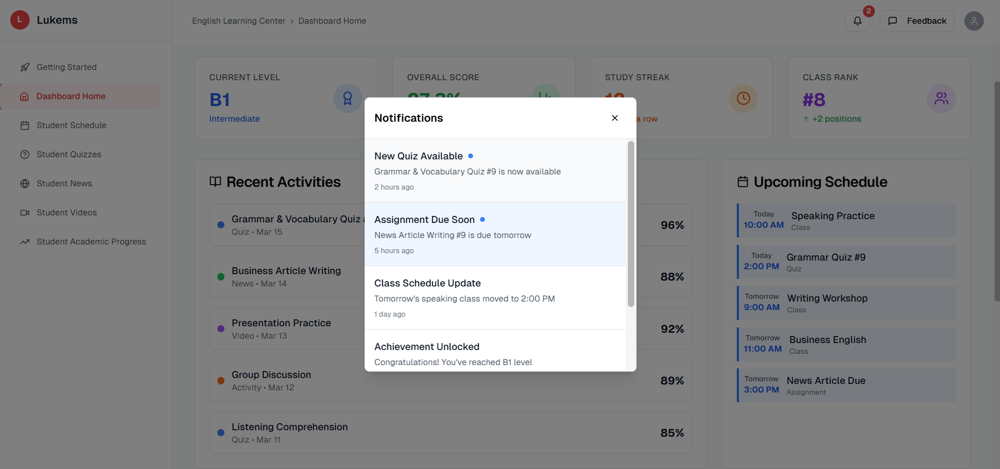 L Lukems
English Learning Center › Dashboard Home
2
Feedback
Getting Started
Dashboard Home
Student Schedule
Student Quizzes
Student News
Student Videos
Student Academic Progress
CURRENT LEVEL
B1
Intermediate
OVERALL SCORE
STUDY STREAK
a row
CLASS RANK
#8
+2 positions
Notifications
New Quiz Available
Grammar & Vocabulary Quiz #9 is now available
2 hours ago
Assignment Due Soon
News Article Writing #9 is due tomorrow
5 hours ago
Class Schedule Update
Tomorrow's speaking class moved to 2:00 PM
1 day ago
Achievement Unlocked
Congratulations! You've reached B1 level
Recent Activities
Grammar & Vocabulary Quiz
Quiz • Mar 15
96%
Business Article Writing
News • Mar 14
88%
Presentation Practice
Video • Mar 13
92%
Group Discussion
Activity • Mar 12
89%
Listening Comprehension
Quiz • Mar 11
85%
Upcoming Schedule
Today
10:00 AM
Speaking Practice
Class
Today
2:00 PM
Grammar Quiz #9
Quiz
Tomorrow
9:00 AM
Writing Workshop
Class
Tomorrow
11:00 AM
Business English
Class
Tomorrow
3:00 PM
News Article Due
Assignment